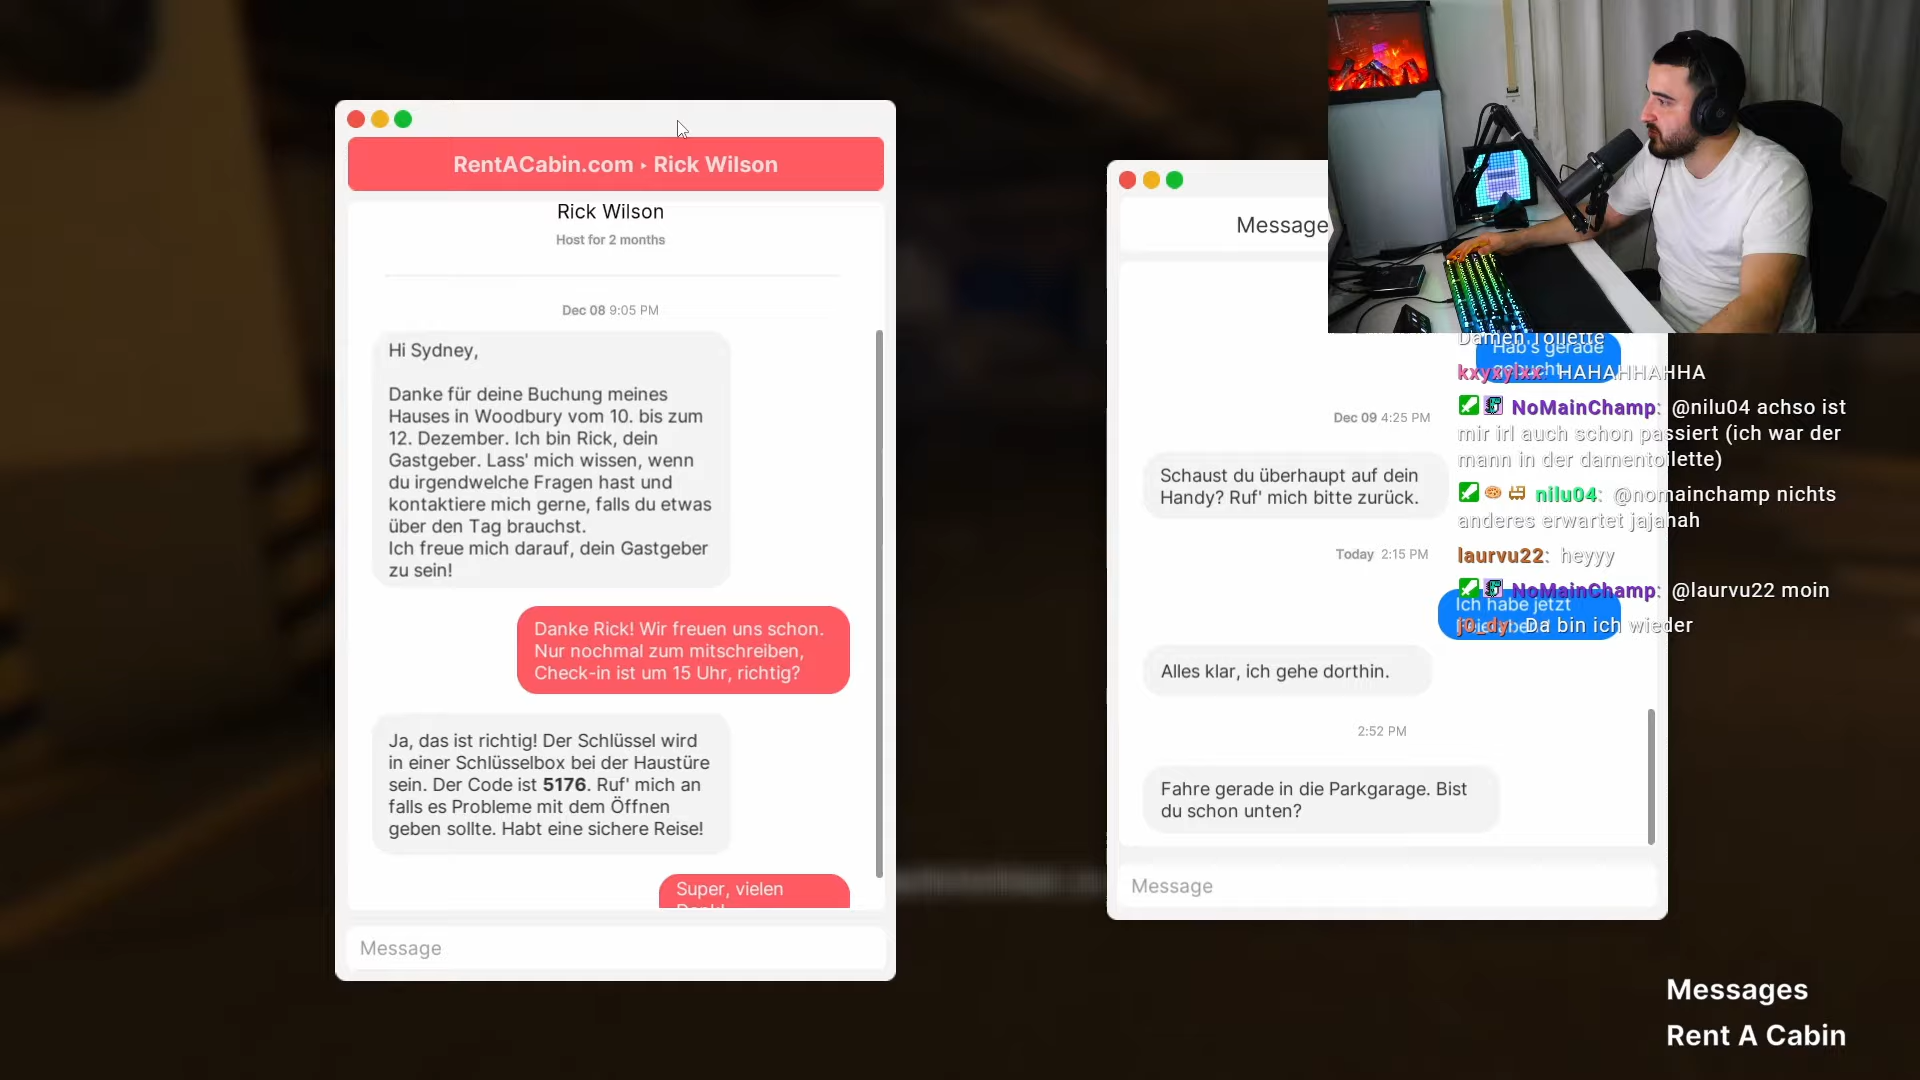 RentACabin.com ‣ Rick Wilson
Rick Wilson
Host for 2 months
Dec 08 9:05 PM
Hi Sydney,
Danke für deine Buchung meines
Hauses in Woodbury vom 10. bis zum
12. Dezember. Ich bin Rick, dein
Gastgeber. Lass' mich wissen, wenn
du irgendwelche Fragen hast und
kontaktiere mich gerne, falls du etwas
über den Tag brauchst.
Ich freue mich darauf, dein Gastgeber
zu sein!
Danke Rick! Wir freuen uns schon.
Nur nochmal zum mitschreiben,
Check-in ist um 15 Uhr, richtig?
Ja, das ist richtig! Der Schlüssel wird
in einer Schlüsselbox bei der Haustüre
sein. Der Code ist 5176. Ruf' mich an
falls es Probleme mit dem Öffnen
geben sollte. Habt eine sichere Reise!
Super, vielen
Message
Message
Hab's gerade
Dec 09 4:25 PM
Schaust du überhaupt auf dein
Handy? Ruf' mich bitte zurück.
Today 2:15 PM
Ich habe jetzt
Alles klar, ich gehe dorthin.
2:52 PM
Fahre gerade in die Parkgarage. Bist
du schon unten?
Message
Damen Toilette
HAHAHHAHHA
NoMainChamp: @nilu04 achso ist
mir irl auch schon passiert (ich war der
mann in der damentoilette)
nilu04: @nomainchamp nichts
anderes erwartet jajahah
laurvu22: heyyy
NoMainChamp: @laurvu22 moin
j0_dy: Da bin ich wieder
Messages
Rent A Cabin